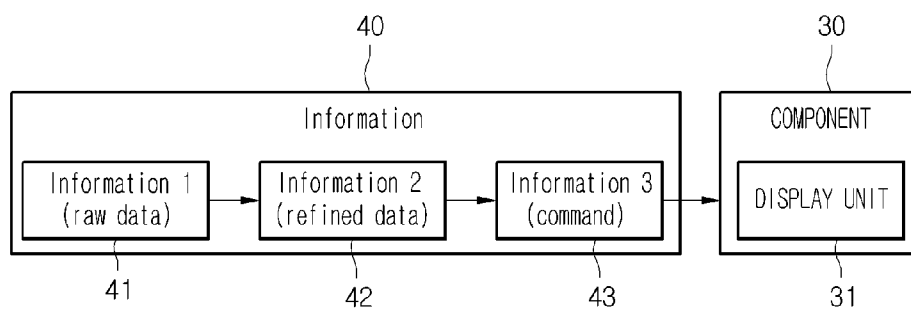 40
30
Information
COMPONENT
Information 1
(raw data)
Information 2
(refined data)
Information 3
(command)
DISPLAY UNIT
41
42
43
31